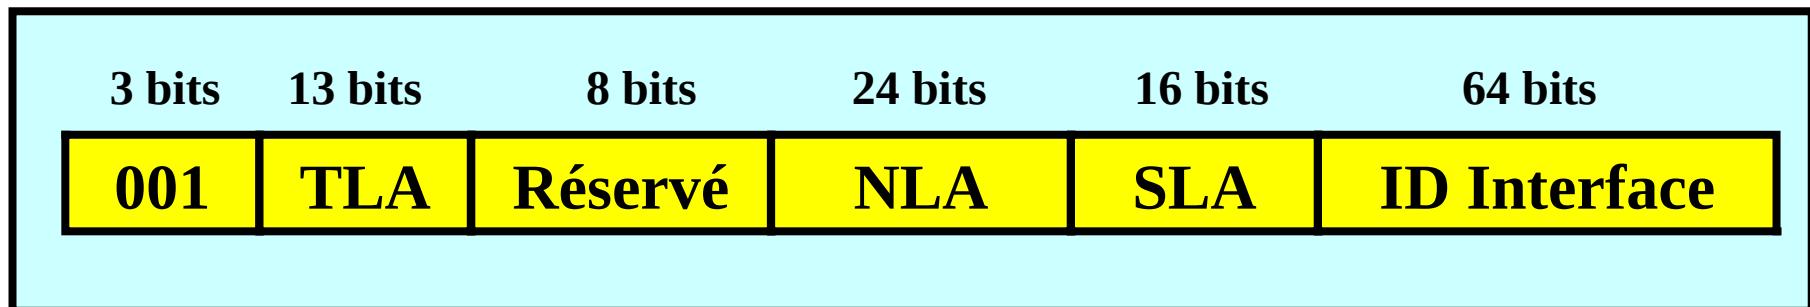 3 bits 13 bits 8 bits 24 bits 16 bits 64 bits
001 TLA Réservé NLA SLA ID Interface